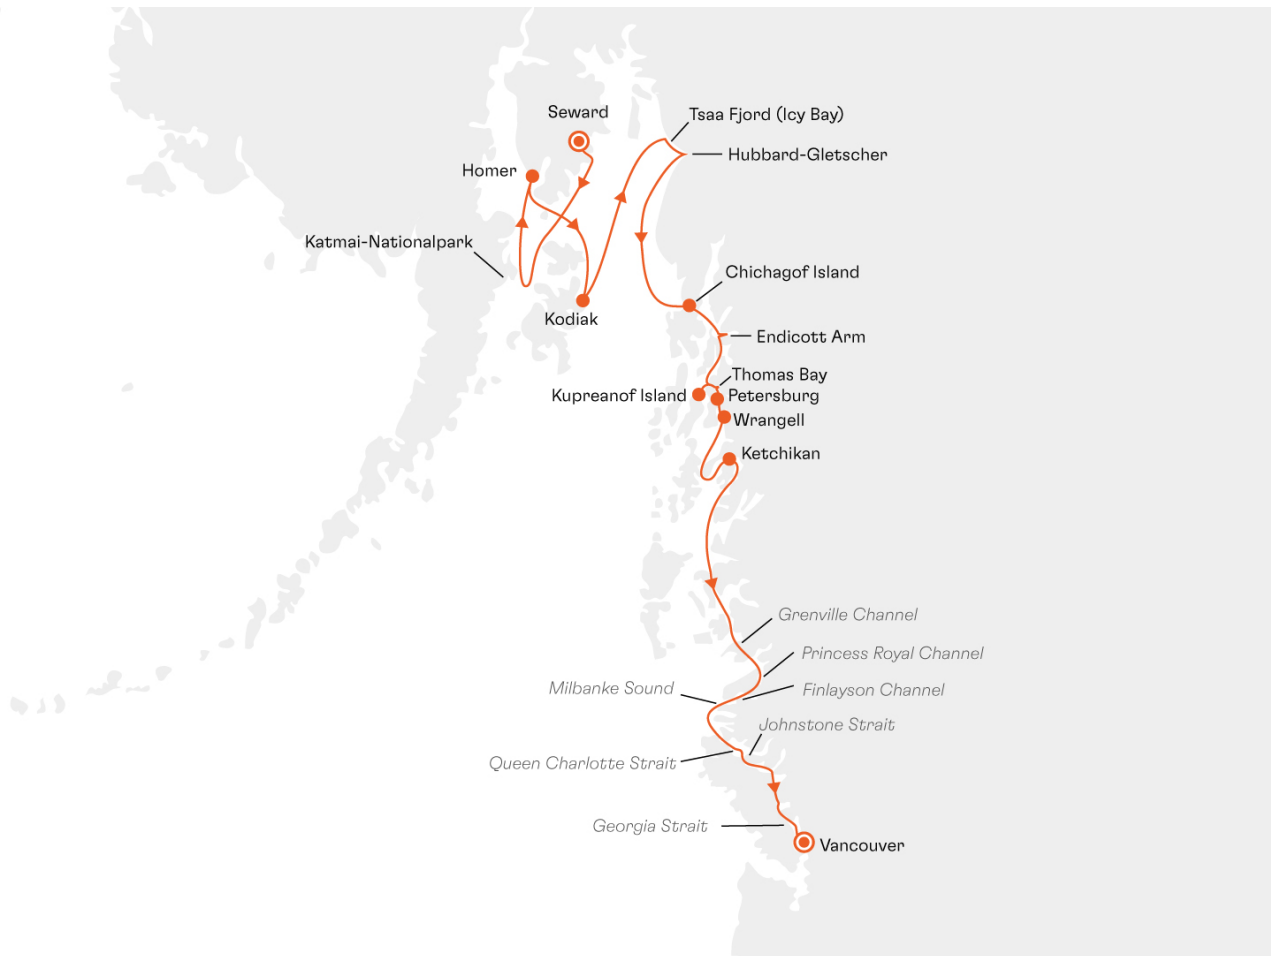 Seward
Tsaa Fjord (Icy Bay)
Hubbard-Gletscher
Homer
Katmai-Nationalpark
Chichagof Island
Kodiak
Endicott Arm
Thomas Bay
Kupreanof Island
Petersburg
Wrangell
Ketchikan
Grenville Channel
Princess Royal Channel
Milbanke Sound
Finlayson Channel
Johnstone Strait
Queen Charlotte Strait
Georgia Strait
Vancouver